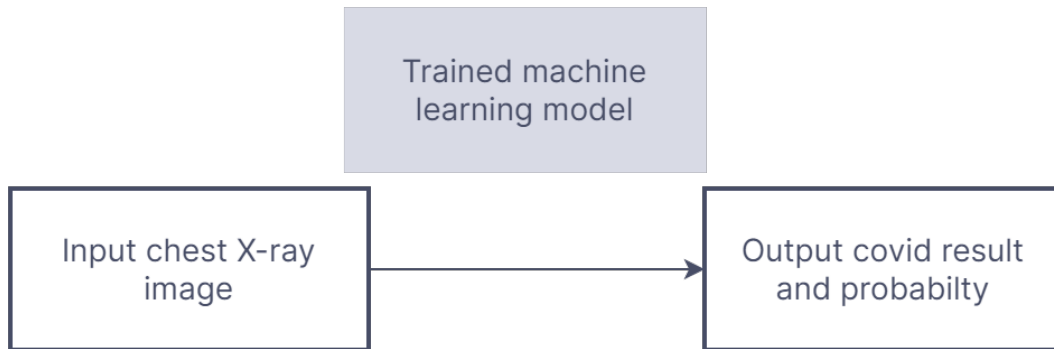 Trained machine
learning model
Input chest X-ray
image
Output covid result
and probabilty